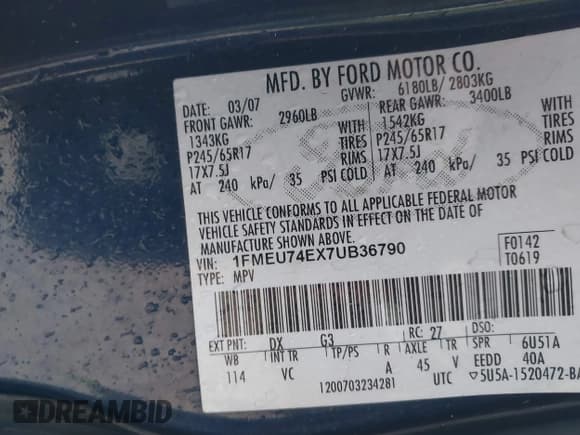 MFD. BY FORD MOTOR CO.
DATE: 03/07 GVWR: 6180LB/ 2803KG
FRONT GAWR: 2960LB REAR GAWR: 3400LB
1343KG WITH 1542KG WITH
P245/65R17 TIRES P245/65R17 TIRES
17X7.5J RIMS 17X7.5J RIMS
AT 240 kPa/ 35 PSI COLD AT 240 kPa/ 35 PSI COLD
THIS VEHICLE CONFORMS TO ALL APPLICABLE FEDERAL MOTOR
VEHICLE SAFETY STANDARDS IN EFFECT ON THE DATE OF
MANUFACTURE SHOWN ABOVE.
VIN: 1FMEU74EX7UB36790 F0142
TYPE: MPV T0619
EXT PNT: DX G3 RC: 27 DSO:
WB INT TR TP/PS R AXLE TR SPR 6U51A
114 VC A 45 V EEDD 40A
1200703234281 UTC ▽5U5A-1520472-BA
DREAMBID